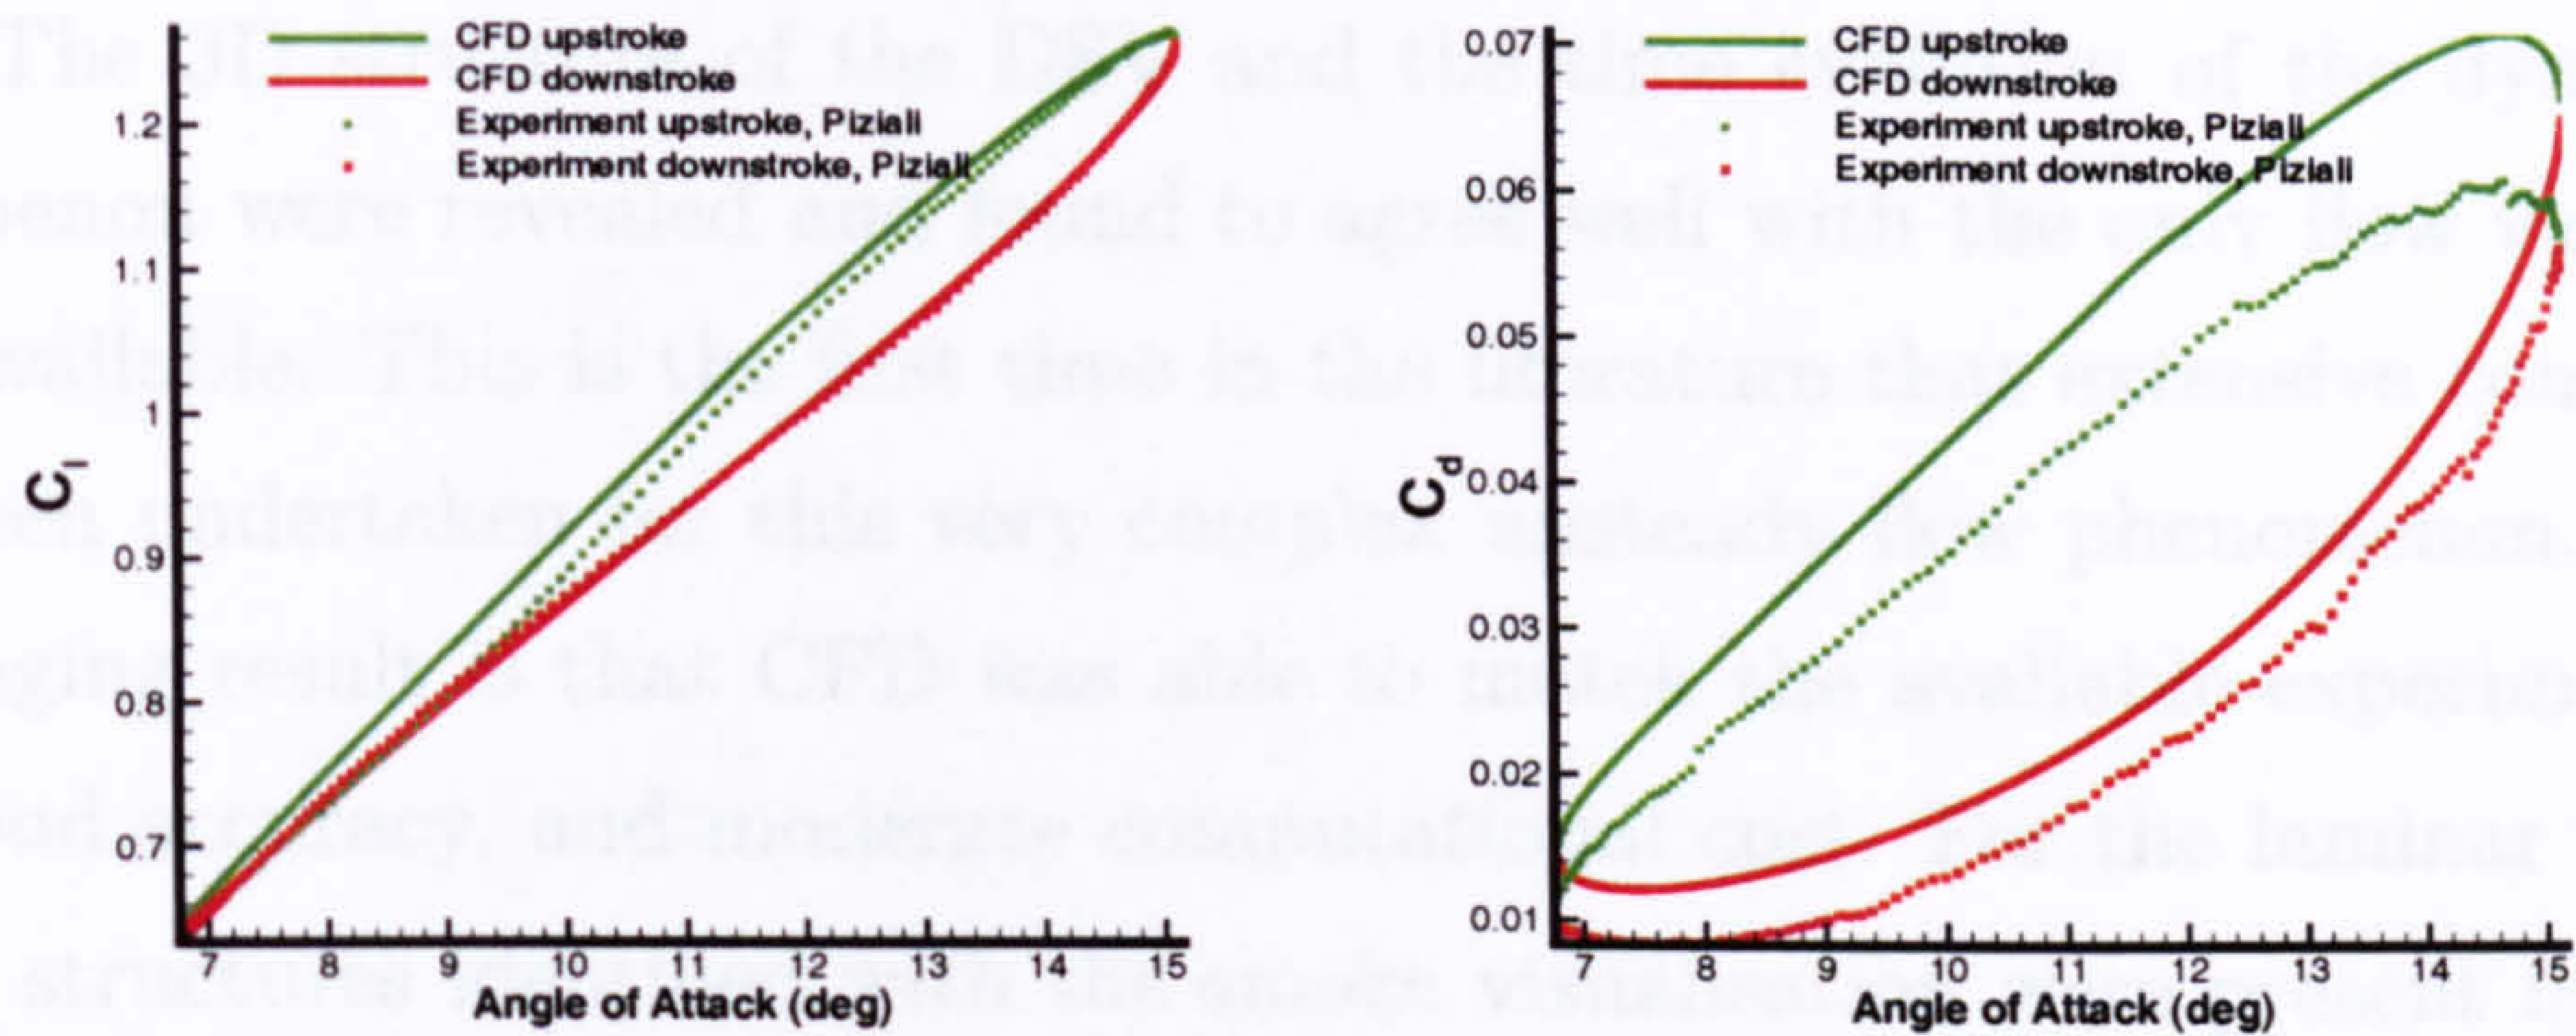 CFD upstroke
CFD downstroke
Experiment upstroke, Piziali
Experiment downstroke, Piziali
1.2
1.1
1
0.9
0.8
0.7
C_l
7 8 9 10 11 12 13 14 15
Angle of Attack (deg)
CFD upstroke
CFD downstroke
Experiment upstroke, Piziali
Experiment downstroke, Piziali
0.07
0.06
0.05
0.04
0.03
0.02
0.01
C_d
7 8 9 10 11 12 13 14 15
Angle of Attack (deg)